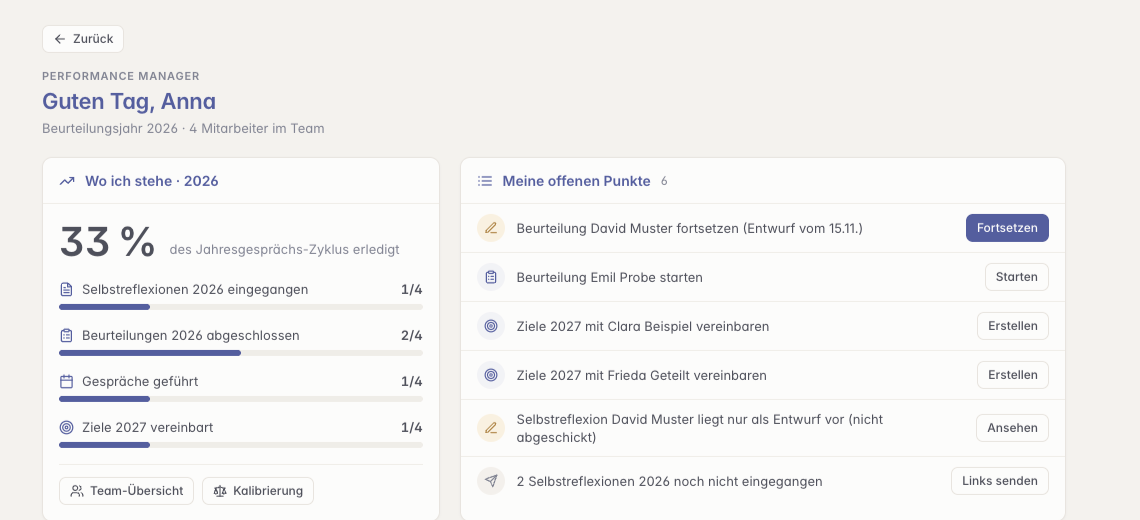 Zurück
PERFORMANCE MANAGER
Guten Tag, Anna
Beurteilungsjahr 2026 · 4 Mitarbeiter im Team
Wo ich stehe · 2026
33 % des Jahresgesprächs-Zyklus erledigt
Selbstreflexionen 2026 eingegangen 1/4
Beurteilungen 2026 abgeschlossen 2/4
Gespräche geführt 1/4
Ziele 2027 vereinbart 1/4
Team-Übersicht Kalibrierung
Meine offenen Punkte 6
Beurteilung David Muster fortsetzen (Entwurf vom 15.11.) Fortsetzen
Beurteilung Emil Probe starten Starten
Ziele 2027 mit Clara Beispiel vereinbaren Erstellen
Ziele 2027 mit Frieda Geteilt vereinbaren Erstellen
Selbstreflexion David Muster liegt nur als Entwurf vor (nicht
abgeschickt) Ansehen
2 Selbstreflexionen 2026 noch nicht eingegangen Links senden